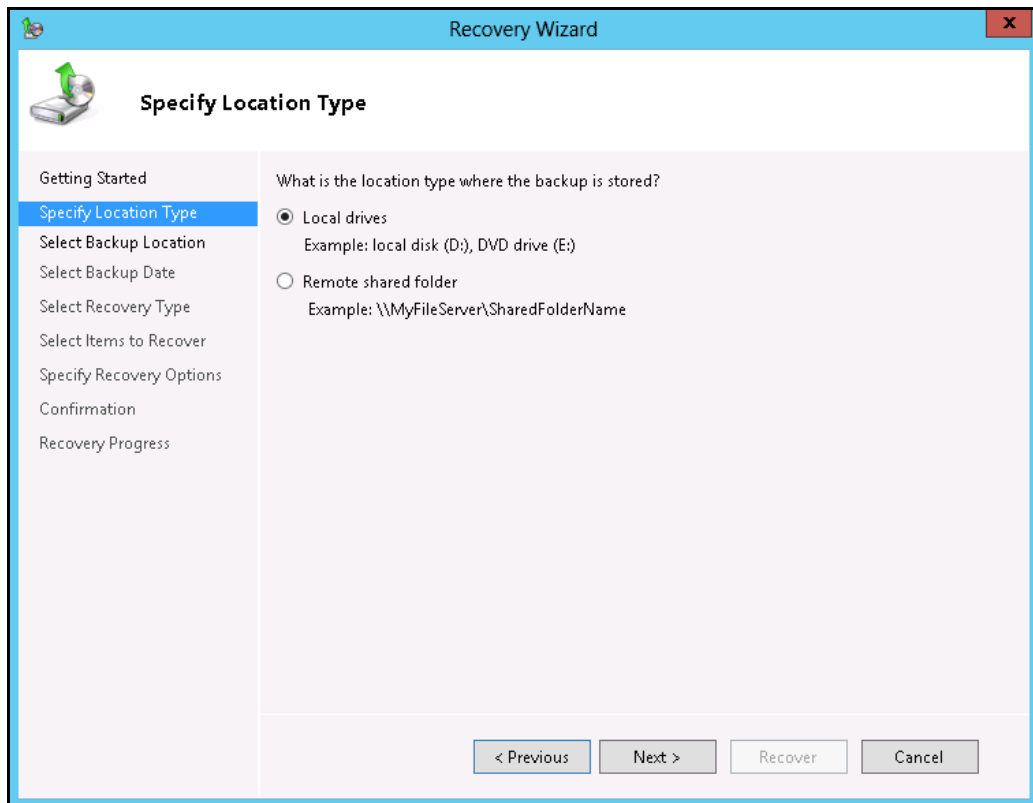 Recovery Wizard
x
Specify Location Type
Getting Started
Specify Location Type
Select Backup Location
Select Backup Date
Select Recovery Type
Select Items to Recover
Specify Recovery Options
Confirmation
Recovery Progress
What is the location type where the backup is stored?
Local drives
Example: local disk (D:), DVD drive (E:)
Remote shared folder
Example: \\MyFileServer\SharedFolderName
< Previous
Next >
Recover
Cancel